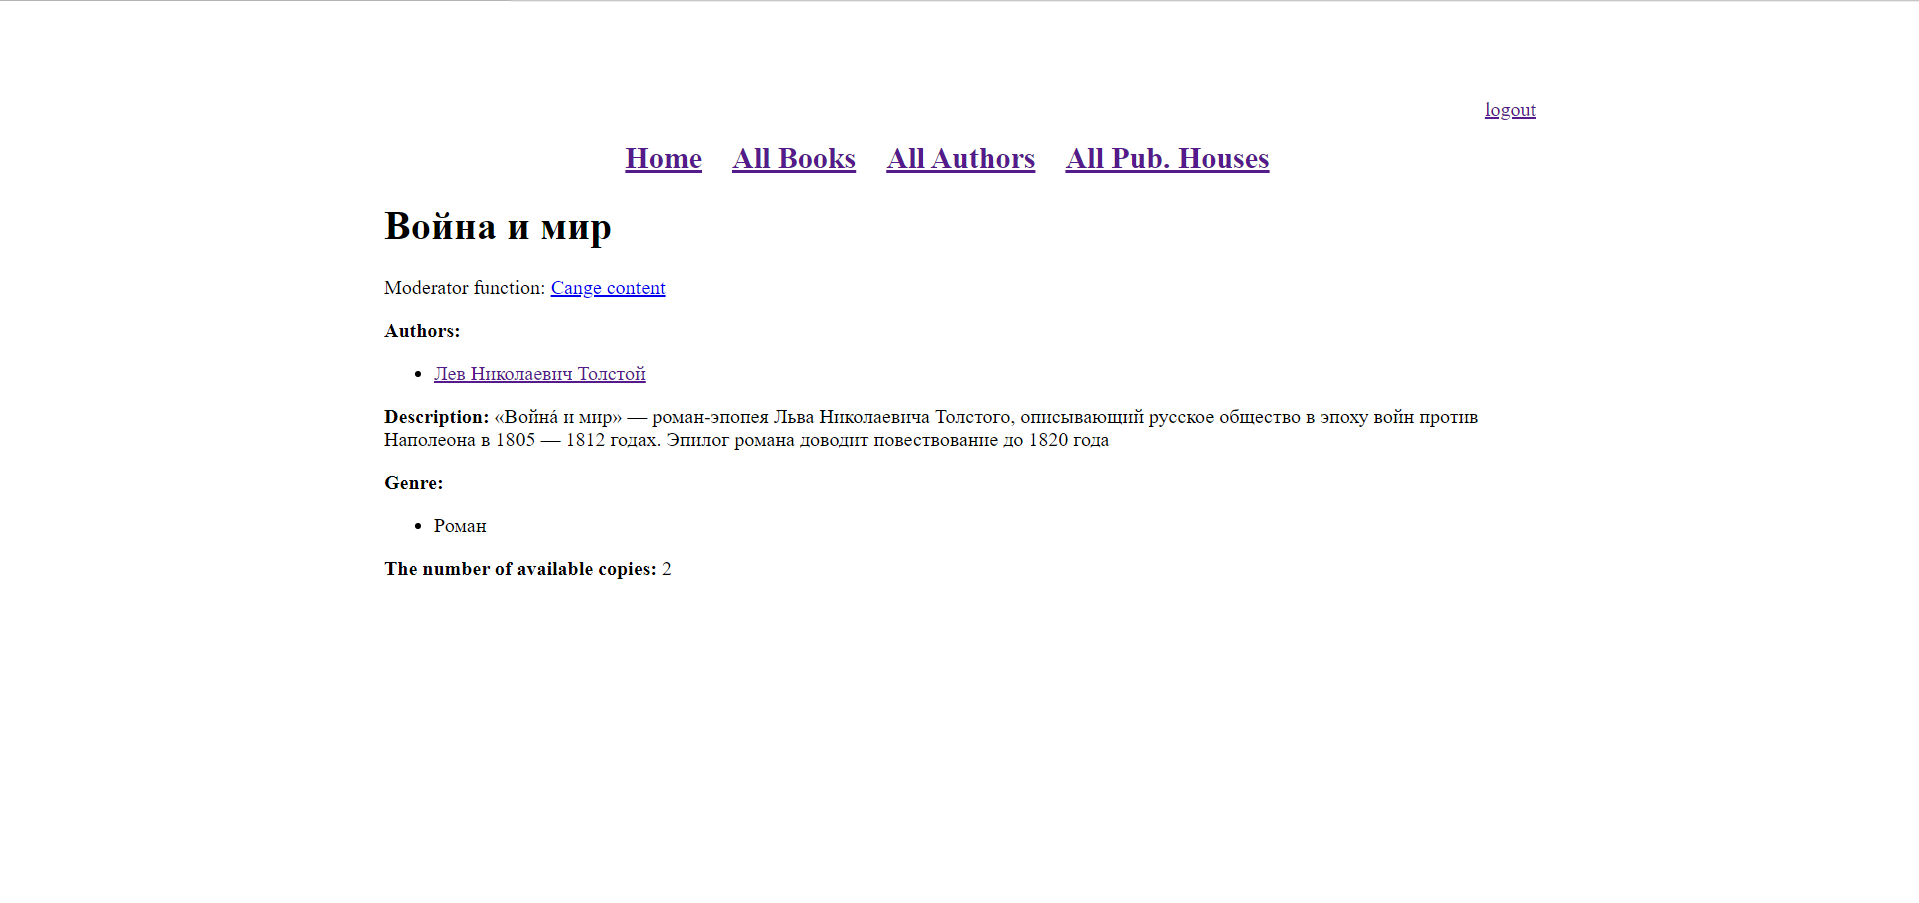 logout
Home All Books All Authors All Pub. Houses
Война и мир
Moderator function: Cange content
Authors:
Лев Николаевич Толстой
Description: «Войнá и мир» — роман-эпопея Льва Николаевича Толстого, описывающий русское общество в эпоху войн против
Наполеона в 1805 — 1812 годах. Эпилог романа доводит повествование до 1820 года
Genre:
Роман
The number of available copies: 2